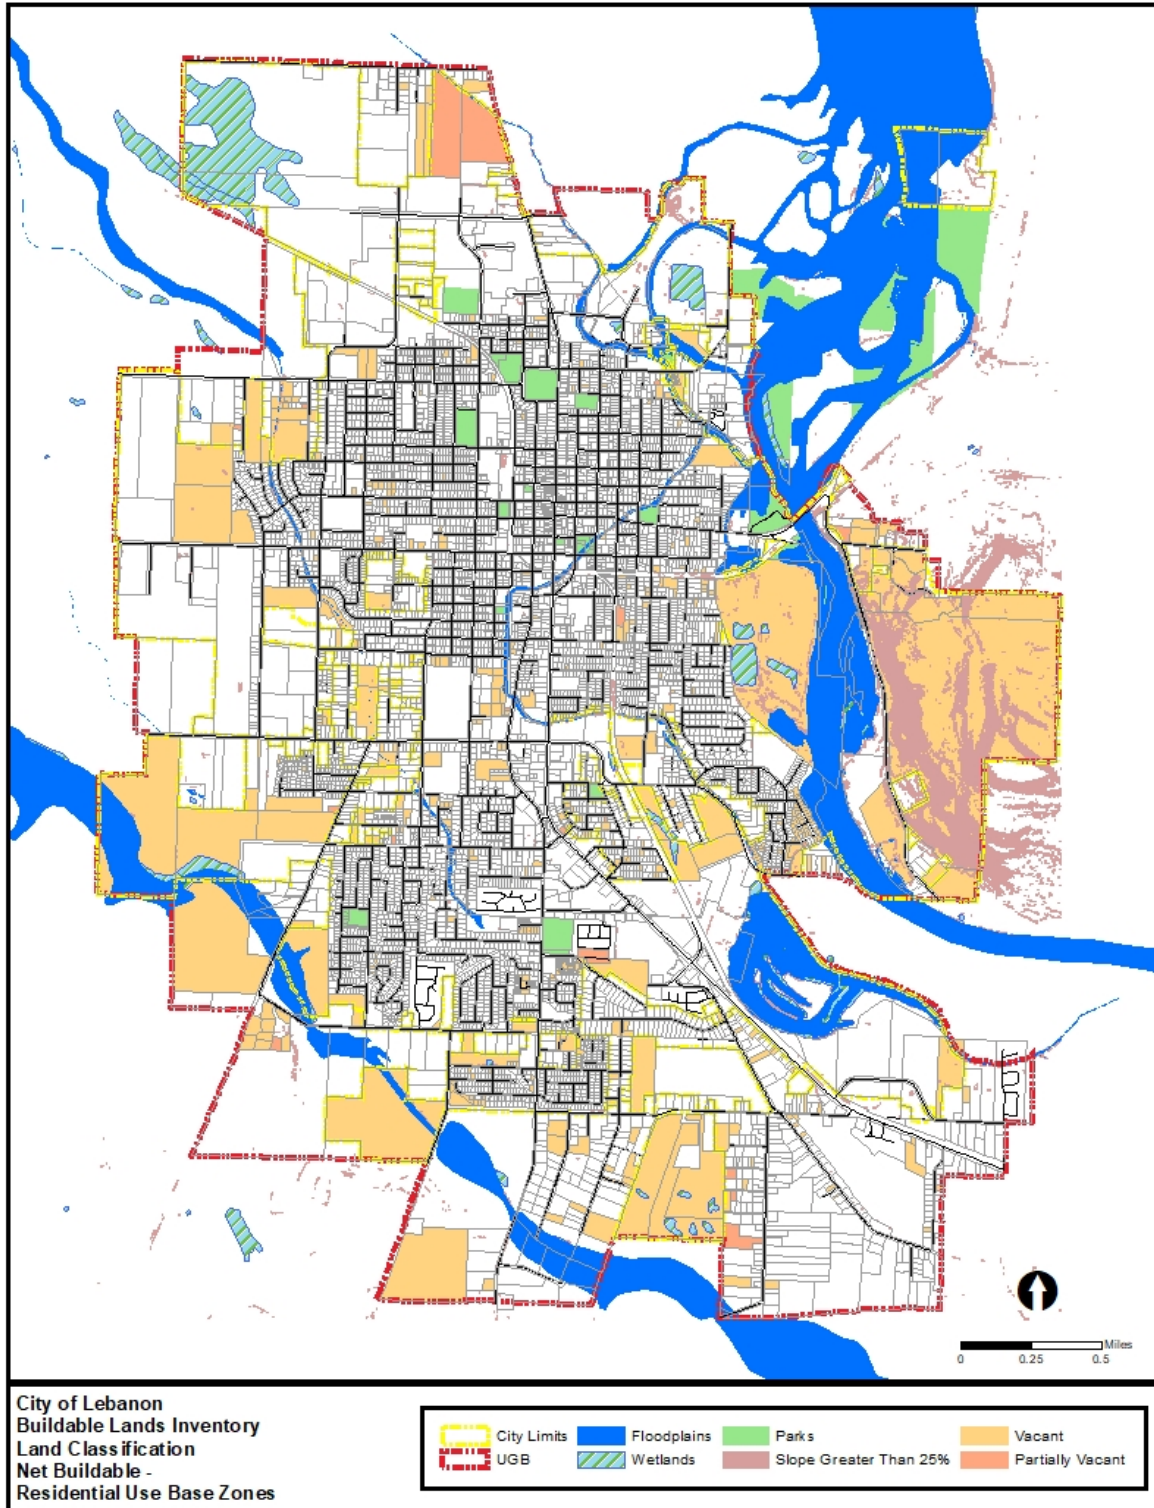 Miles
0 0.25 0.5
City of Lebanon
Buildable Lands Inventory
Land Classification
Net Buildable -
Residential Use Base Zones
City Limits Floodplains Parks Vacant
UGB Wetlands Slope Greater Than 25% Partially Vacant